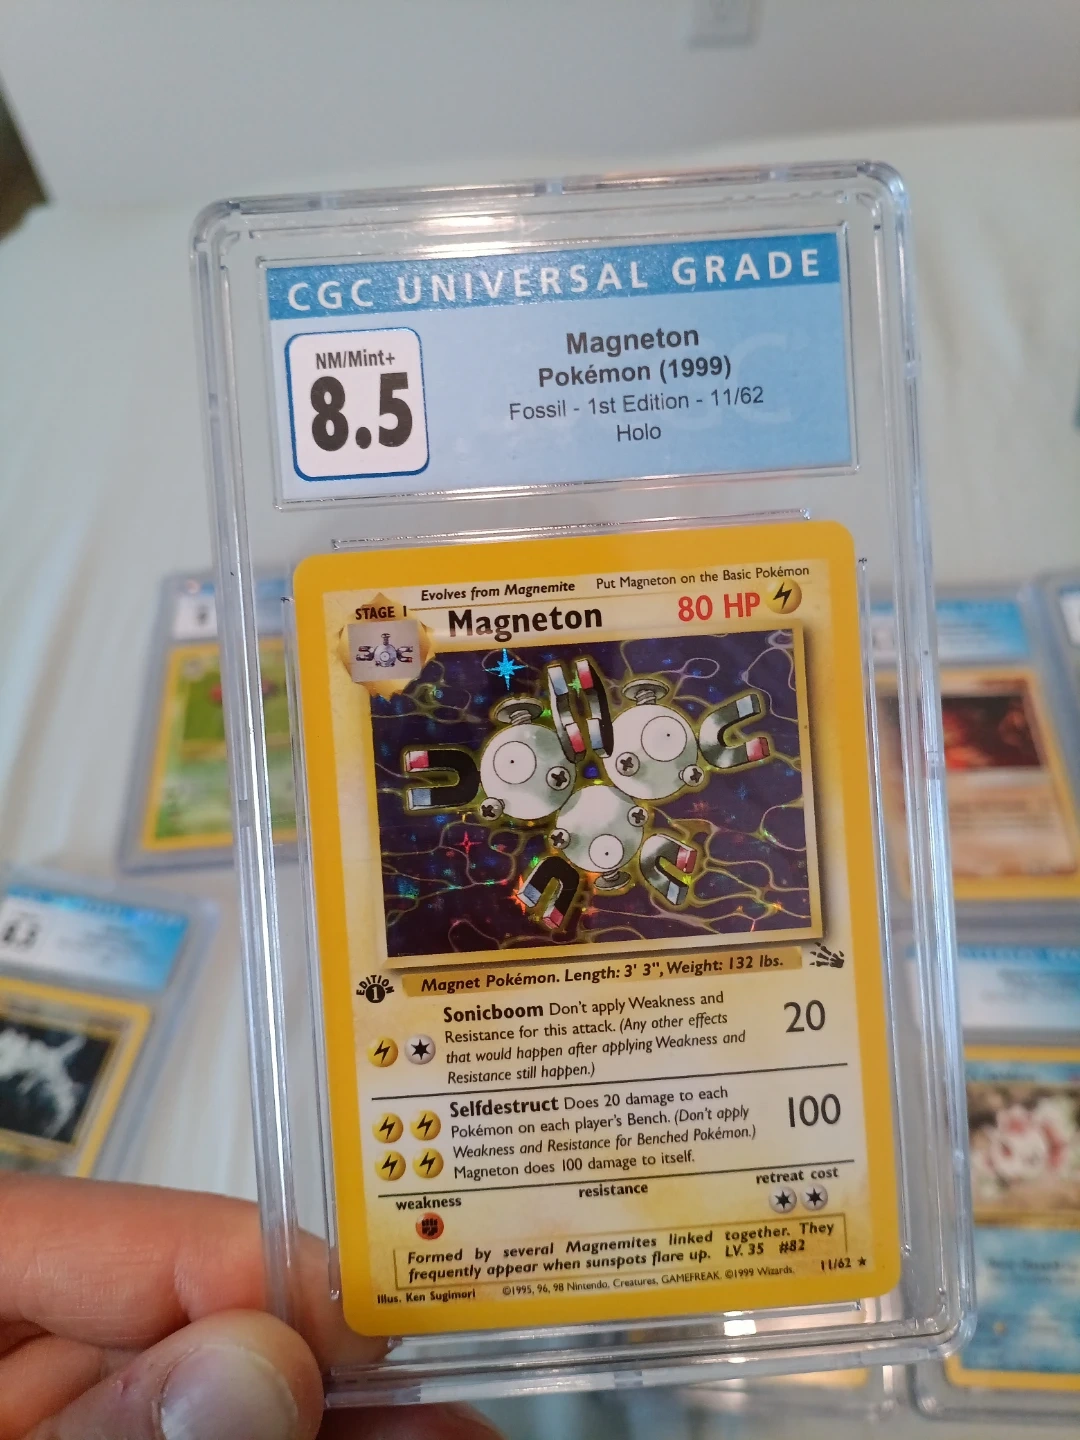 CGC UNIVERSAL GRADE
NM/Mint+
8.5
Magneton
Pokémon (1999)
Fossil - 1st Edition - 11/62
Holo
Evolves from Magnemite
Put Magneton on the Basic Pokémon
STAGE 1
Magneton
80 HP
Magnet Pokémon. Length: 3' 3", Weight: 132 lbs.
EDITION
1
Sonicboom Don't apply Weakness and
Resistance for this attack. (Any other effects
that would happen after applying Weakness and
Resistance still happen.)
20
Selfdestruct Does 20 damage to each
Pokémon on each player's Bench. (Don't apply
Weakness and Resistance for Benched Pokémon.)
Magneton does 100 damage to itself.
100
weakness
resistance
retreat cost
Formed by several Magnemites linked together. They
frequently appear when sunspots flare up. LV. 35 #82
Illus. Ken Sugimori
©1995, 96, 98 Nintendo, Creatures, GAMEFREAK. ©1999 Wizards.
11/62